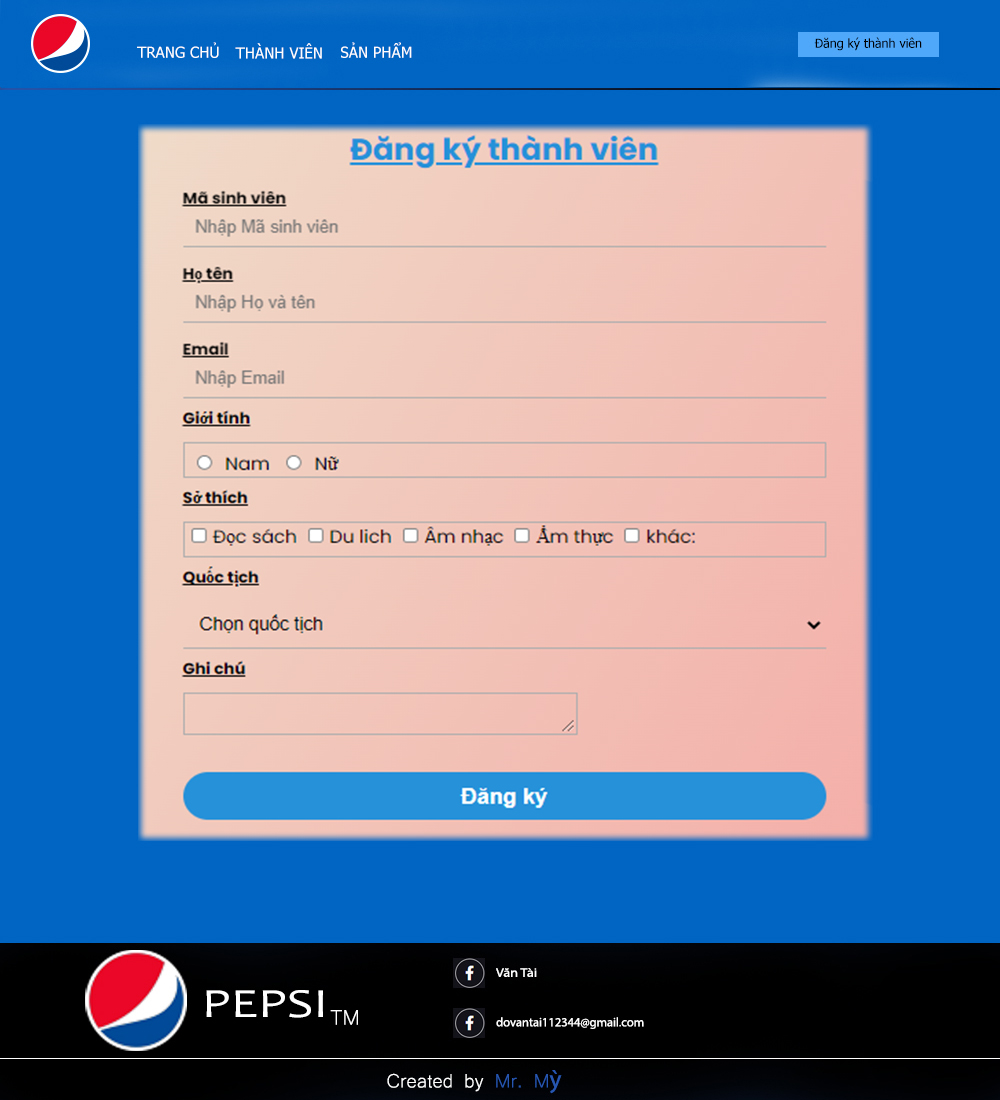 TRANG CHỦ THÀNH VIÊN SẢN PHẨM Đăng ký thành viên
Đăng ký thành viên
Mã sinh viên
Nhập Mã sinh viên
Họ tên
Nhập Họ và tên
Email
Nhập Email
Giới tính
Nam Nữ
Sở thích
Đọc sách Du lich Âm nhạc Ẩm thực khác:
Quốc tịch
Chọn quốc tịch
Ghi chú
Đăng ký
Văn Tài
PEPSI TM
dovantai112344@gmail.com
Created by Mr. Mỳ